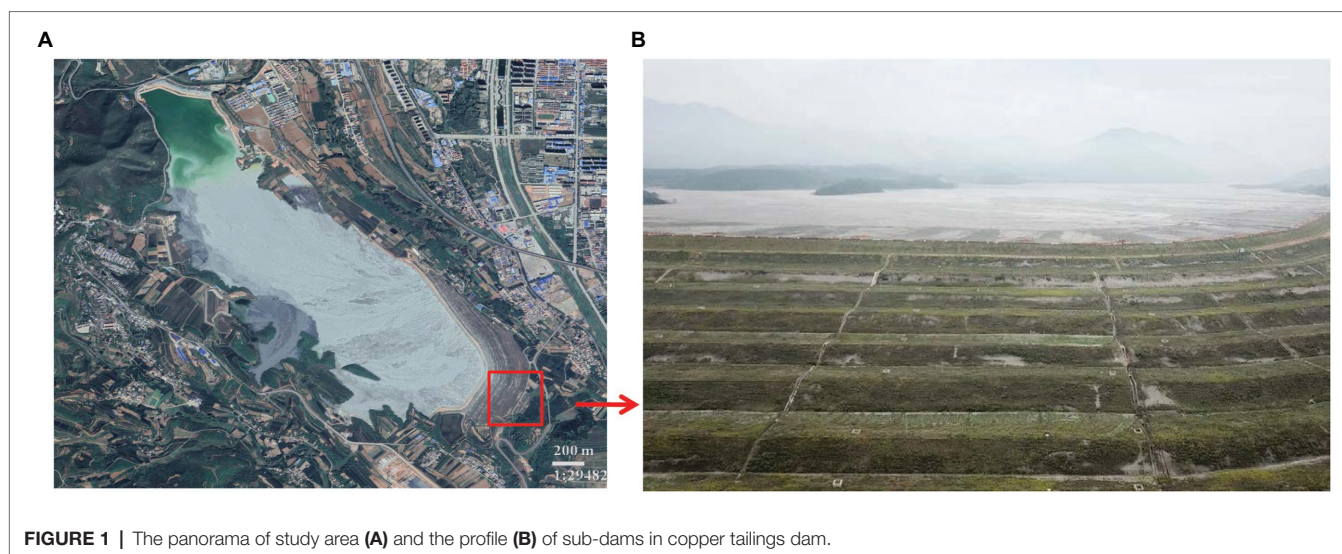 A
B
200 m
1:29482
FIGURE 1 | The panorama of study area (A) and the profile (B) of sub-dams in copper tailings dam.